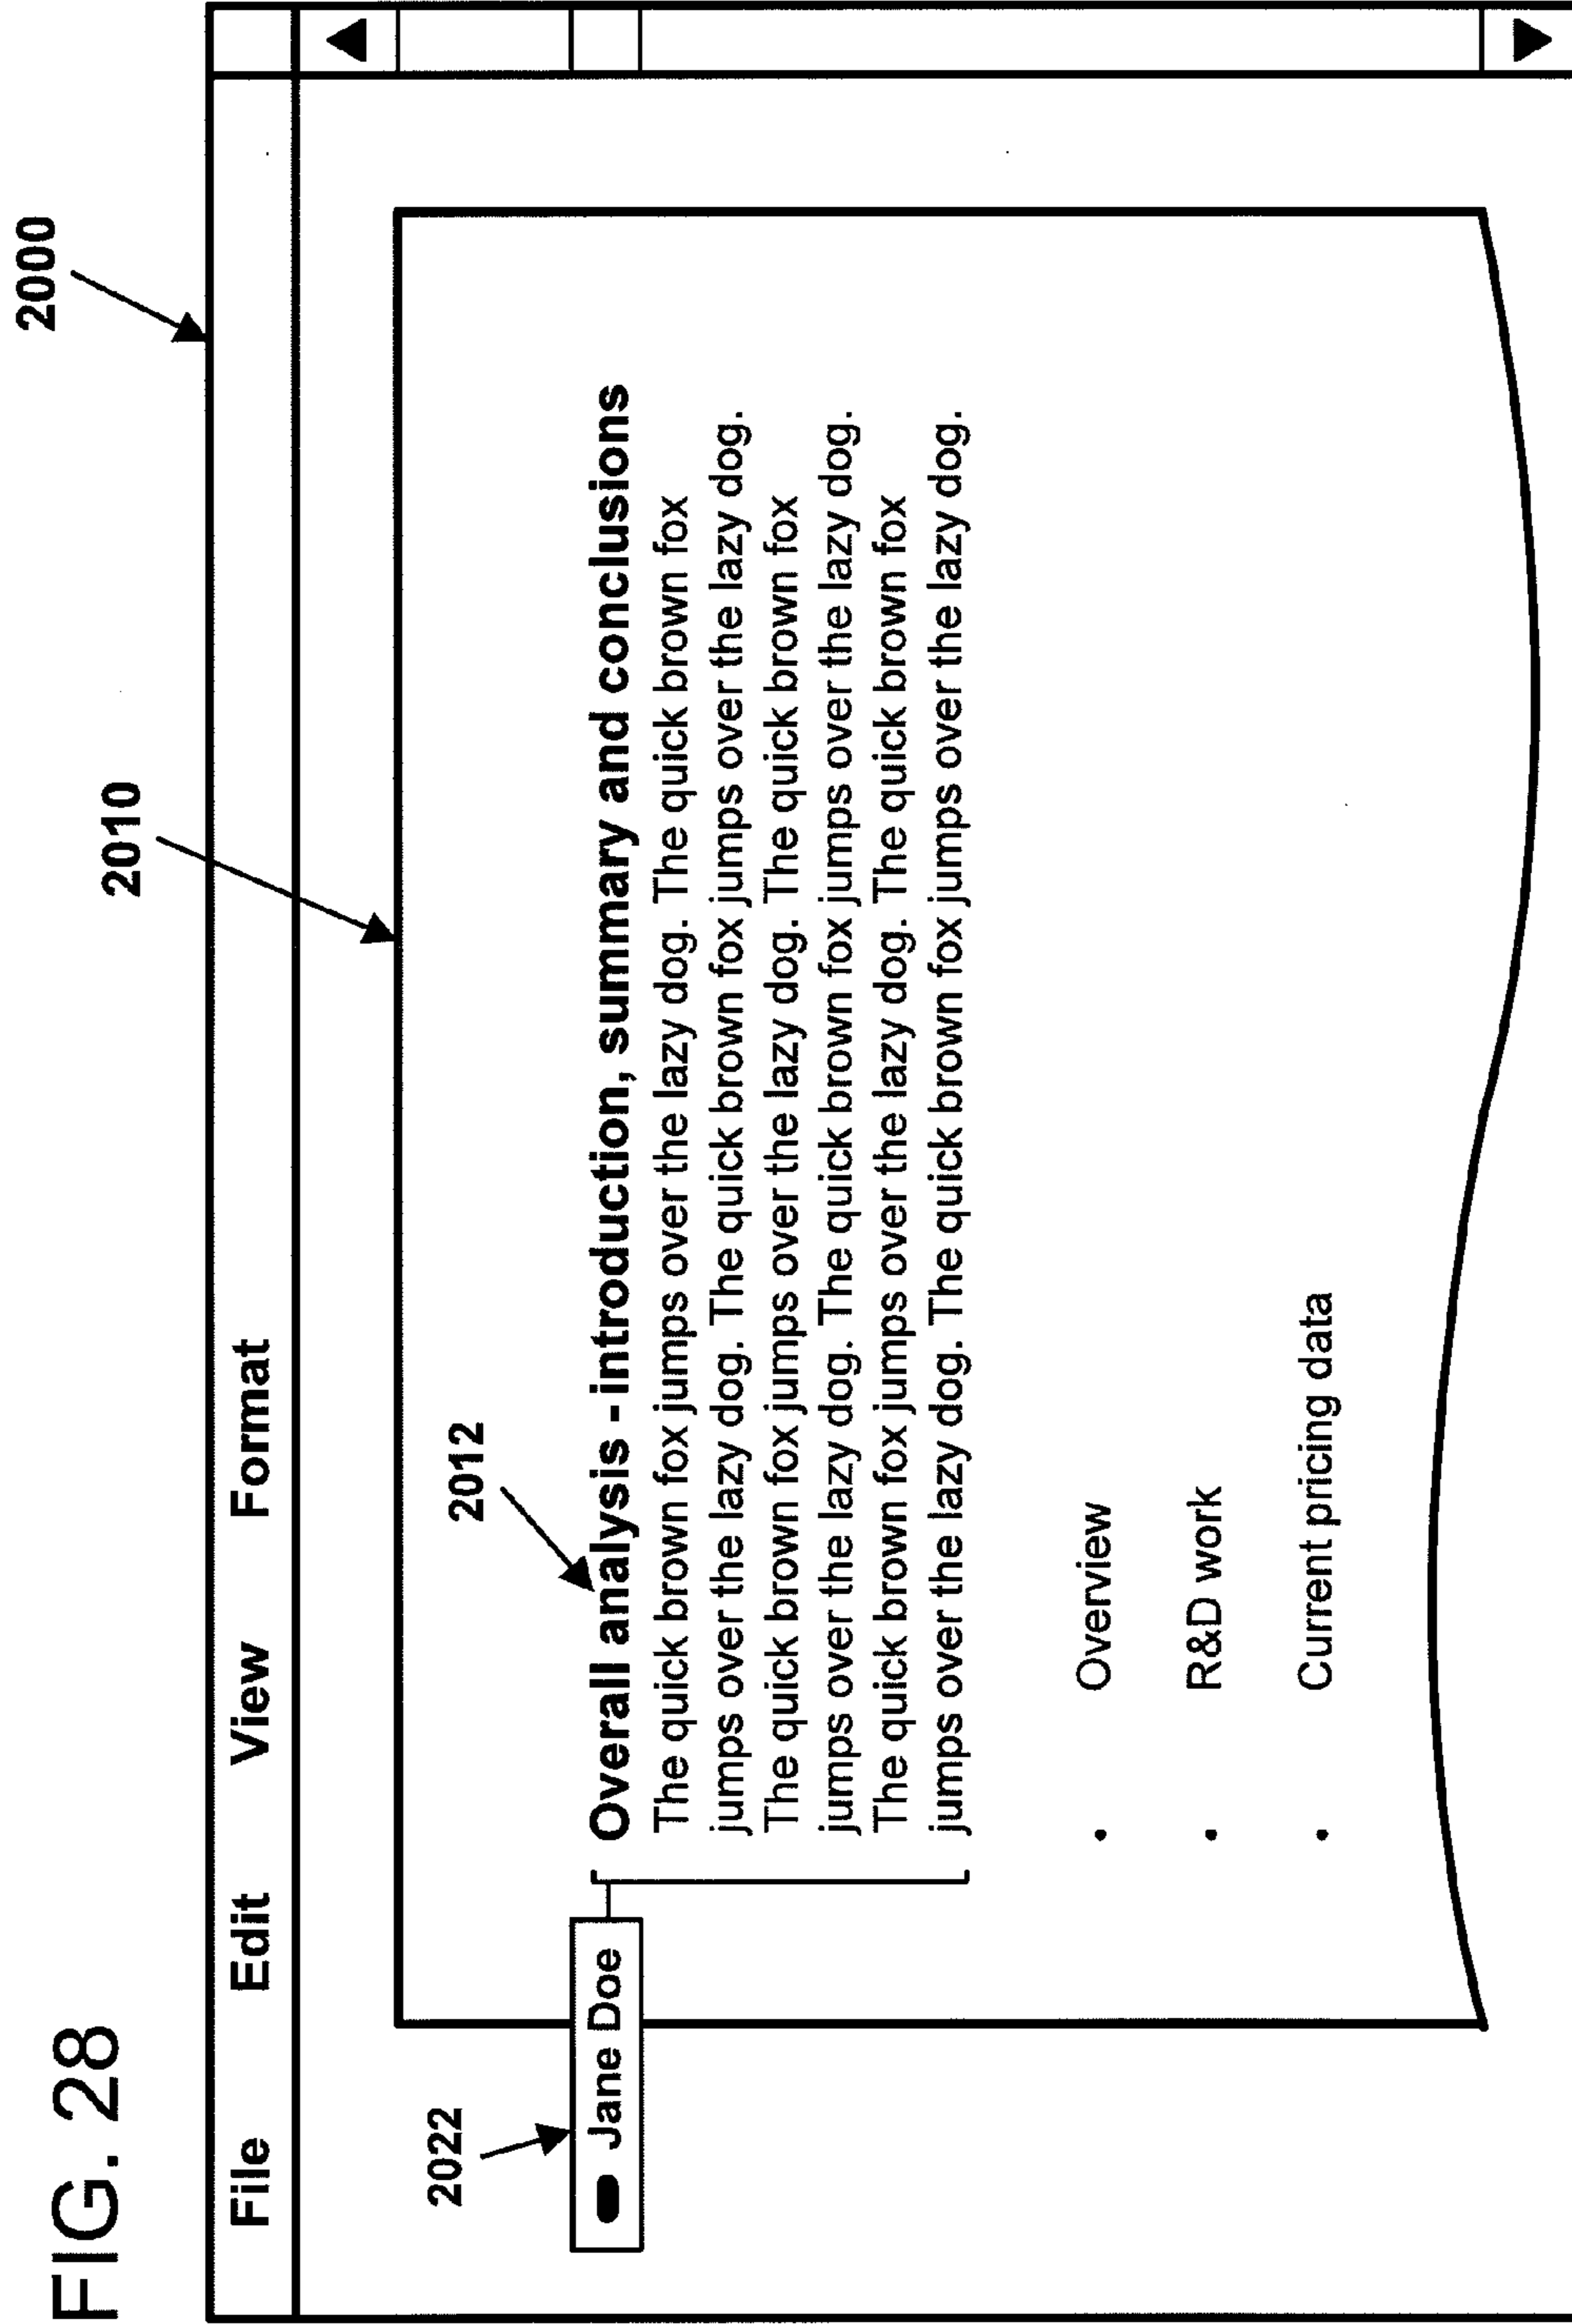 FIG. 28
2000
2010
File Edit View Format
2012
2022
Jane Doe
Overall analysis - introduction, summary and conclusions
The quick brown fox jumps over the lazy dog. The quick brown fox
jumps over the lazy dog. The quick brown fox jumps over the lazy dog.
The quick brown fox jumps over the lazy dog. The quick brown fox
jumps over the lazy dog. The quick brown fox jumps over the lazy dog.
The quick brown fox jumps over the lazy dog. The quick brown fox
jumps over the lazy dog. The quick brown fox jumps over the lazy dog.
• Overview
• R&D work
• Current pricing data